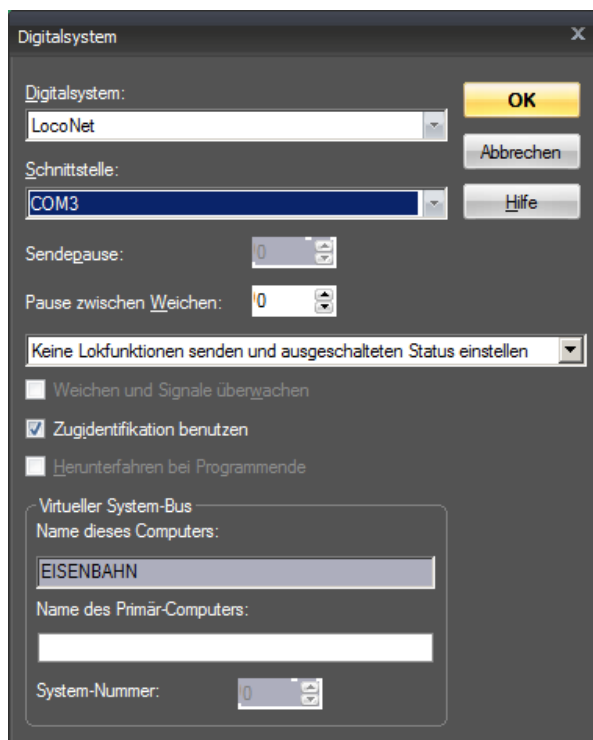 Digitalsystem
x
Digitalsystem:
LocoNet
OK
Abbrechen
Schnittstelle:
COM3
Hilfe
Sendepause:
0
Pause zwischen Weichen:
0
Keine Lokfunktionen senden und ausgeschalteten Status einstellen
Weichen und Signale überwachen
Zugidentifikation benutzen
Herunterfahren bei Programmende
Virtueller System-Bus
Name dieses Computers:
EISENBAHN
Name des Primär-Computers:
System-Nummer:
0